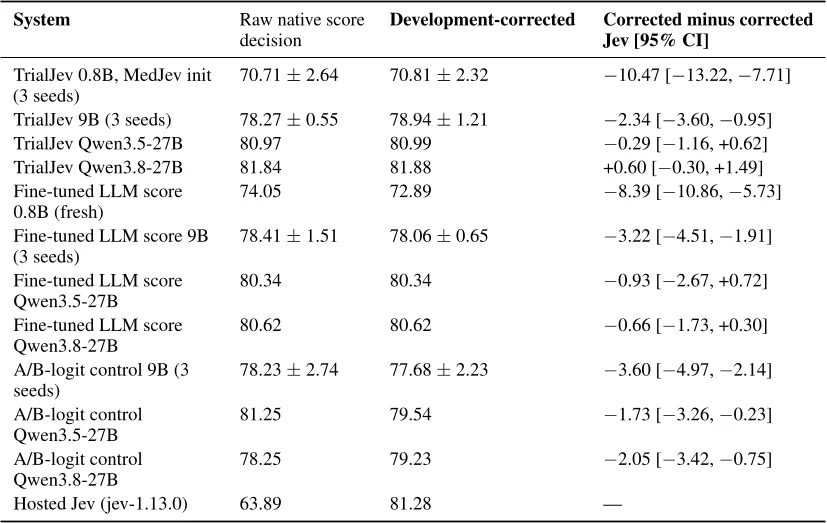 System Raw native score Development-corrected Corrected minus corrected
decision Jev [95% CI]
TrialJev 0.8B, MedJev init 70.71 ± 2.64 70.81 ± 2.32 −10.47 [−13.22, −7.71]
(3 seeds)
TrialJev 9B (3 seeds) 78.27 ± 0.55 78.94 ± 1.21 −2.34 [−3.60, −0.95]
TrialJev Qwen3.5-27B 80.97 80.99 −0.29 [−1.16, +0.62]
TrialJev Qwen3.8-27B 81.84 81.88 +0.60 [−0.30, +1.49]
Fine-tuned LLM score 74.05 72.89 −8.39 [−10.86, −5.73]
0.8B (fresh)
Fine-tuned LLM score 9B 78.41 ± 1.51 78.06 ± 0.65 −3.22 [−4.51, −1.91]
(3 seeds)
Fine-tuned LLM score 80.34 80.34 −0.93 [−2.67, +0.72]
Qwen3.5-27B
Fine-tuned LLM score 80.62 80.62 −0.66 [−1.73, +0.30]
Qwen3.8-27B
A/B-logit control 9B (3 78.23 ± 2.74 77.68 ± 2.23 −3.60 [−4.97, −2.14]
seeds)
A/B-logit control 81.25 79.54 −1.73 [−3.26, −0.23]
Qwen3.5-27B
A/B-logit control 78.25 79.23 −2.05 [−3.42, −0.75]
Qwen3.8-27B
Hosted Jev (jev-1.13.0) 63.89 81.28 —